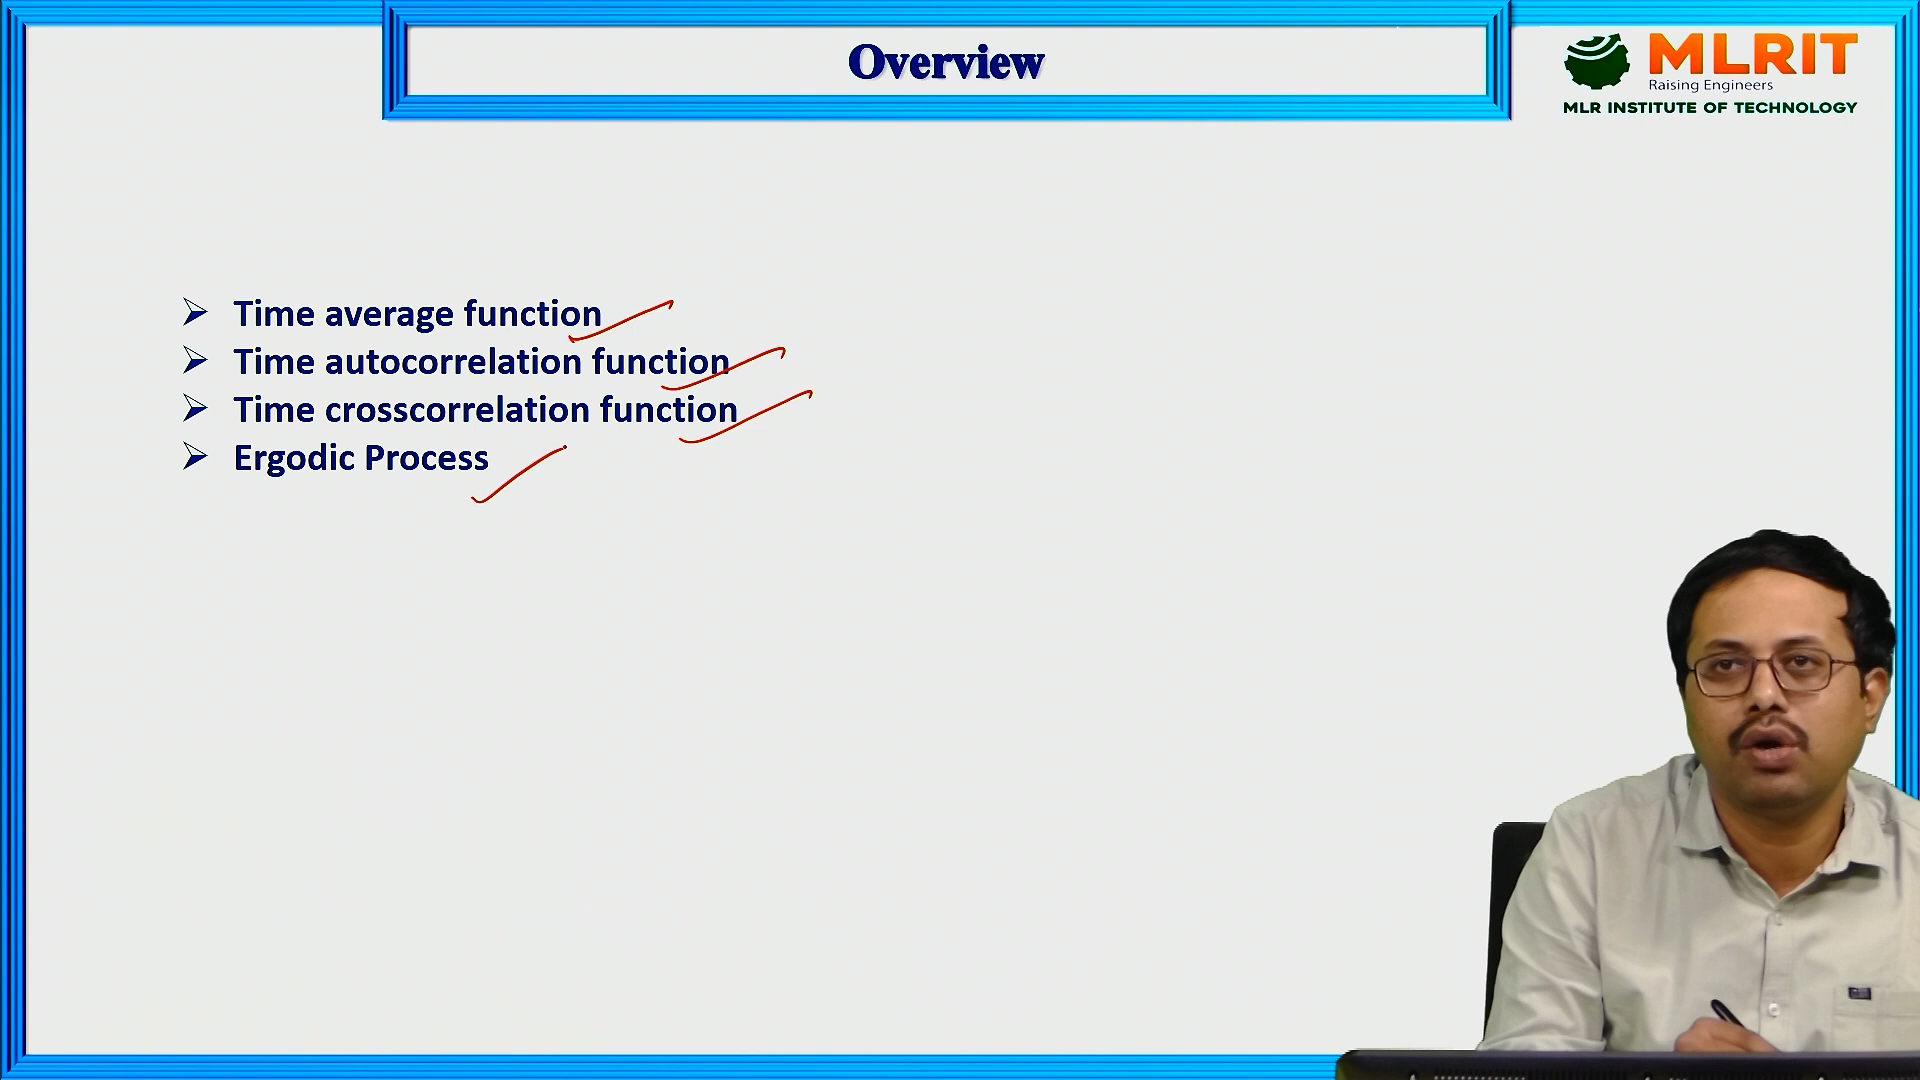 Overview
MLRIT
Raising Engineers
MLR INSTITUTE OF TECHNOLOGY
Time average function
Time autocorrelation function
Time crosscorrelation function
Ergodic Process